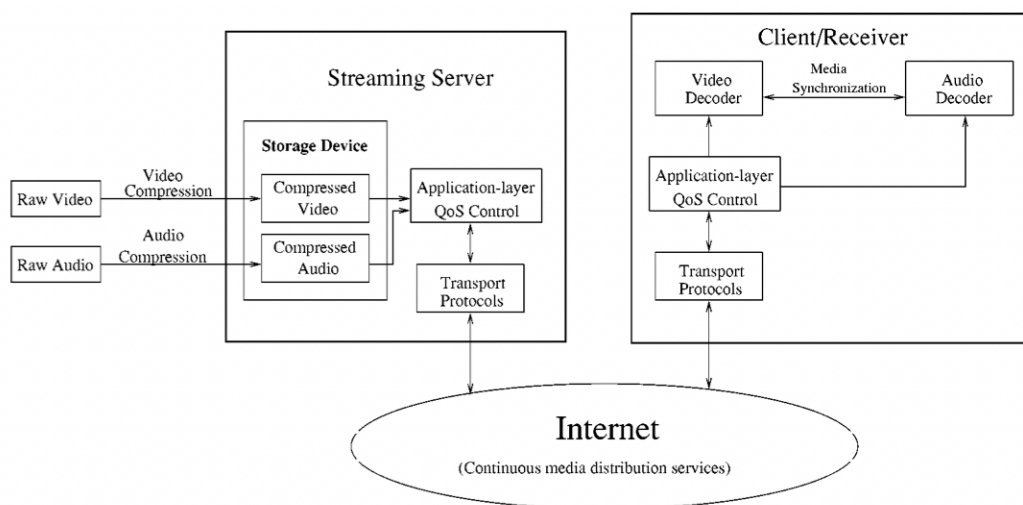 Streaming Server
Storage Device
Raw Video
Video
Compression
Compressed
Video
Application-layer
QoS Control
Raw Audio
Audio
Compression
Compressed
Audio
Transport
Protocols
Client/Receiver
Video
Decoder
Media
Synchronization
Audio
Decoder
Application-layer
QoS Control
Transport
Protocols
Internet
(Continuous media distribution services)